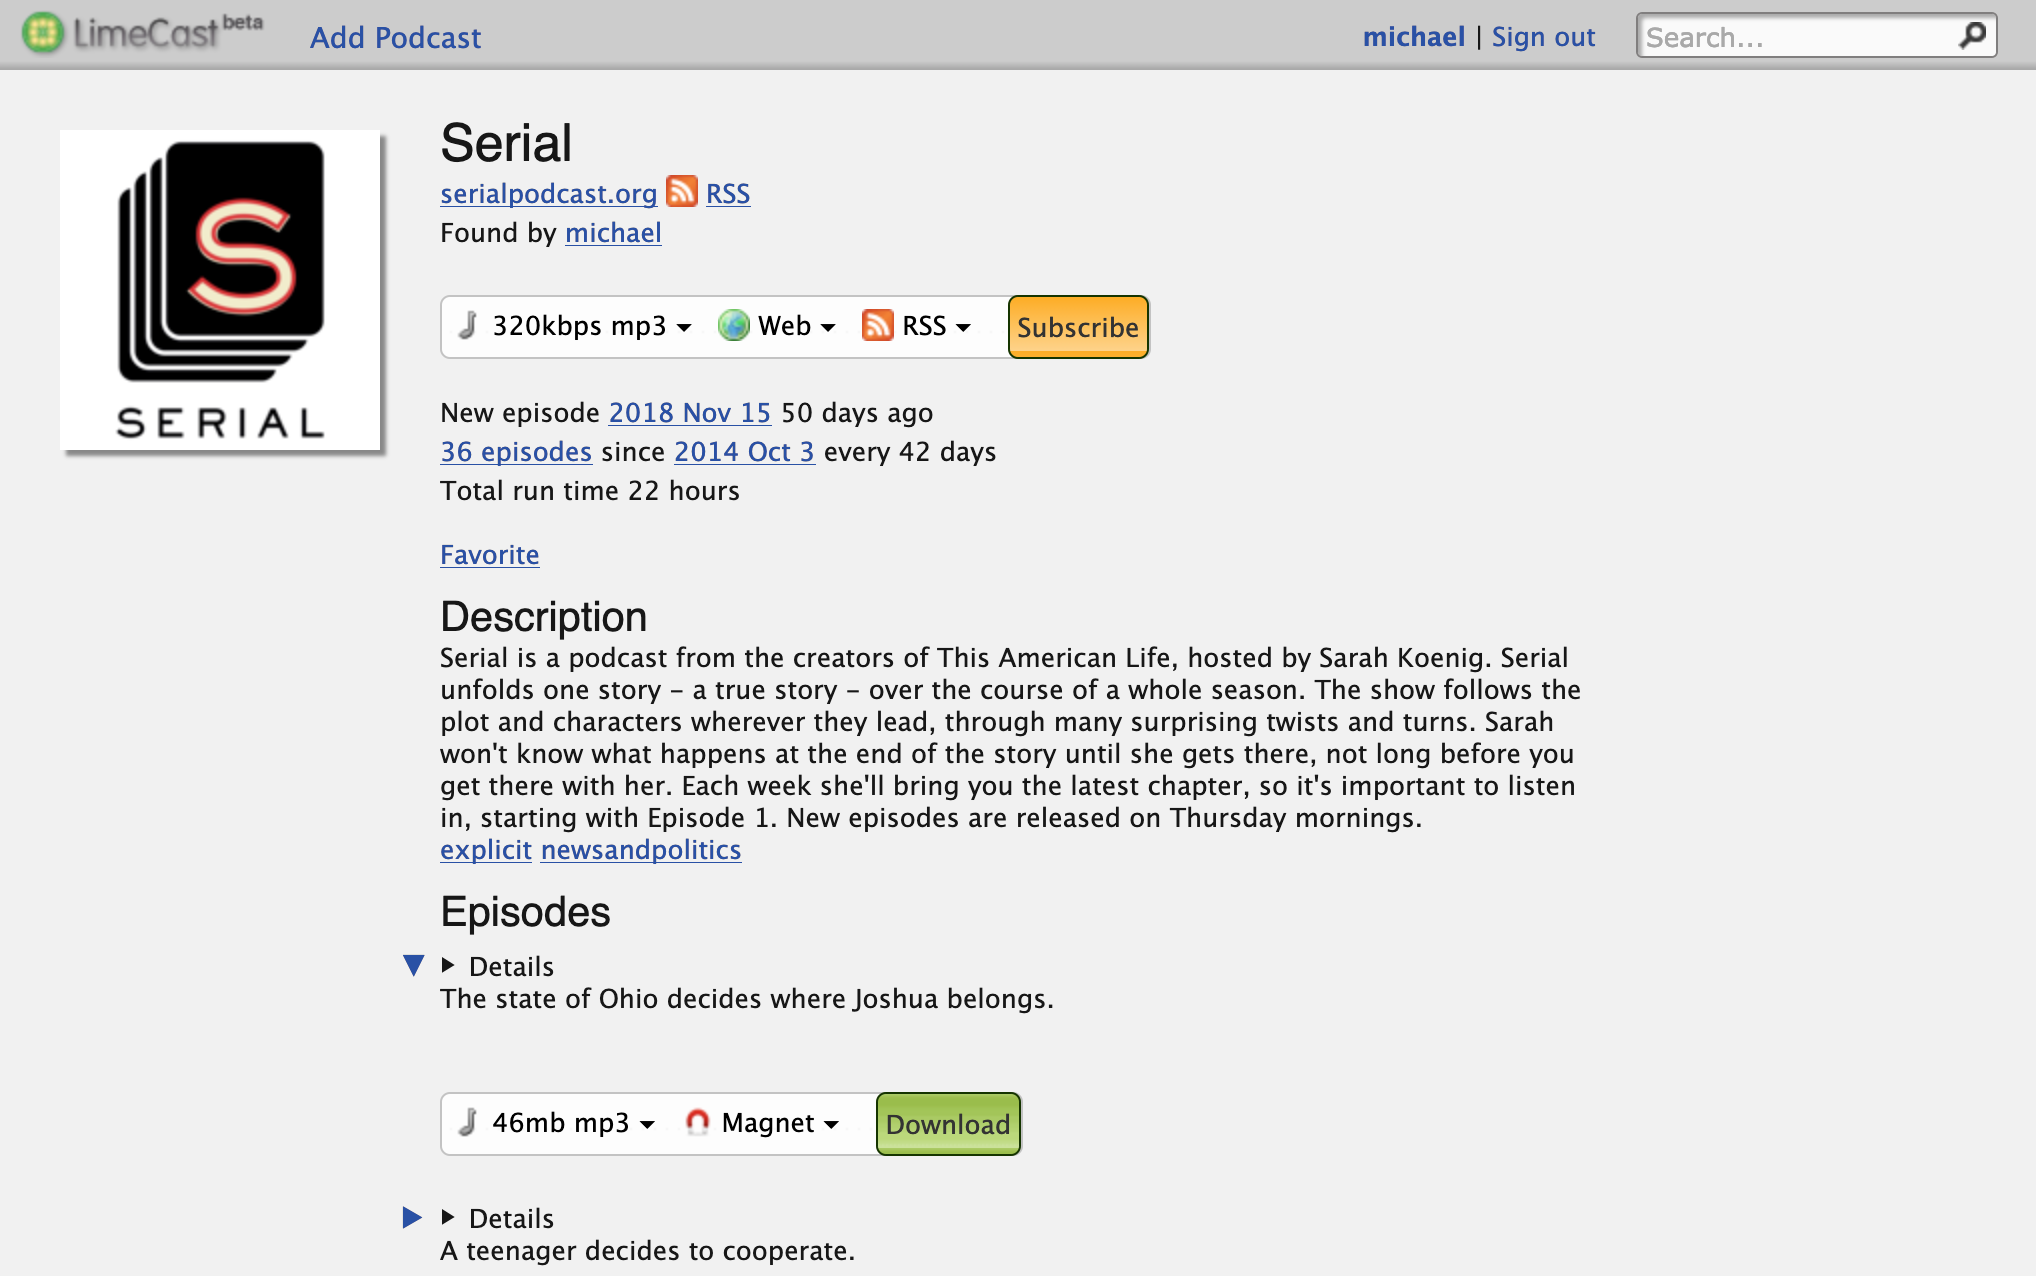 LimeCast beta Add Podcast michael | Sign out Search...
Serial
serialpodcast.org RSS
Found by michael
S
SERIAL
320kbps mp3 Web RSS Subscribe
New episode 2018 Nov 15 50 days ago
36 episodes since 2014 Oct 3 every 42 days
Total run time 22 hours
Favorite
Description
Serial is a podcast from the creators of This American Life, hosted by Sarah Koenig. Serial
unfolds one story – a true story – over the course of a whole season. The show follows the
plot and characters wherever they lead, through many surprising twists and turns. Sarah
won't know what happens at the end of the story until she gets there, not long before you
get there with her. Each week she'll bring you the latest chapter, so it's important to listen
in, starting with Episode 1. New episodes are released on Thursday mornings.
explicit newsandpolitics
Episodes
Details
The state of Ohio decides where Joshua belongs.
46mb mp3 Magnet Download
Details
A teenager decides to cooperate.